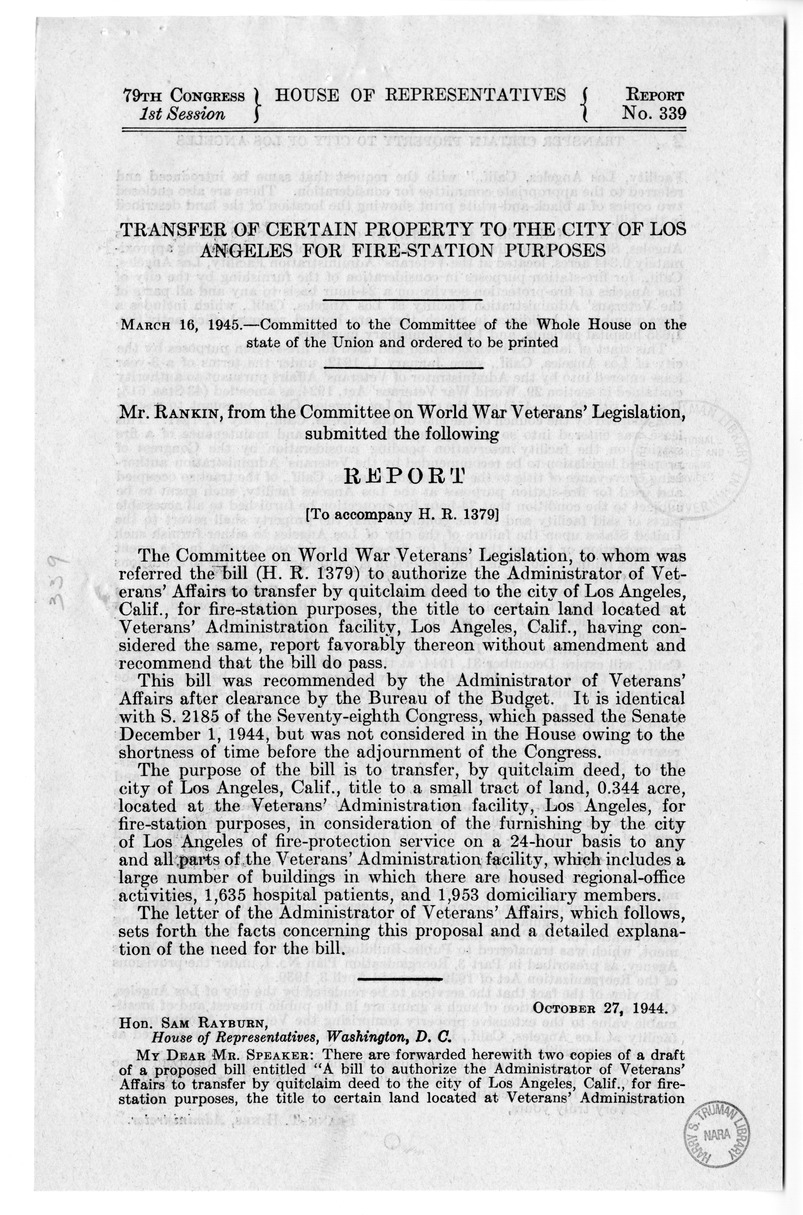 79TH CONGRESS } HOUSE OF REPRESENTATIVES { REPORT
1st Session } { No. 339
TRANSFER OF CERTAIN PROPERTY TO THE CITY OF LOS
ANGELES FOR FIRE-STATION PURPOSES
MARCH 16, 1945.—Committed to the Committee of the Whole House on the
state of the Union and ordered to be printed
Mr. RANKIN, from the Committee on World War Veterans' Legislation,
submitted the following
REPORT
[To accompany H. R. 1379]
The Committee on World War Veterans' Legislation, to whom was
referred the bill (H. R. 1379) to authorize the Administrator of Vet-
erans' Affairs to transfer by quitclaim deed to the city of Los Angeles,
Calif., for fire-station purposes, the title to certain land located at
Veterans' Administration facility, Los Angeles, Calif., having con-
sidered the same, report favorably thereon without amendment and
recommend that the bill do pass.
This bill was recommended by the Administrator of Veterans'
Affairs after clearance by the Bureau of the Budget. It is identical
with S. 2185 of the Seventy-eighth Congress, which passed the Senate
December 1, 1944, but was not considered in the House owing to the
shortness of time before the adjournment of the Congress.
The purpose of the bill is to transfer, by quitclaim deed, to the
city of Los Angeles, Calif., title to a small tract of land, 0.344 acre,
located at the Veterans' Administration facility, Los Angeles, for
fire-station purposes, in consideration of the furnishing by the city
of Los Angeles of fire-protection service on a 24-hour basis to any
and all parts of the Veterans' Administration facility, which includes a
large number of buildings in which there are housed regional-office
activities, 1,635 hospital patients, and 1,953 domiciliary members.
The letter of the Administrator of Veterans' Affairs, which follows,
sets forth the facts concerning this proposal and a detailed explana-
tion of the need for the bill.
OCTOBER 27, 1944.
Hon. SAM RAYBURN,
House of Representatives, Washington, D. C.
MY DEAR MR. SPEAKER: There are forwarded herewith two copies of a draft
of a proposed bill entitled "A bill to authorize the Administrator of Veterans'
Affairs to transfer by quitclaim deed to the city of Los Angeles, Calif., for fire-
station purposes, the title to certain land located at Veterans' Administration
339
HARRY S. TRUMAN LIBRARY
NARA